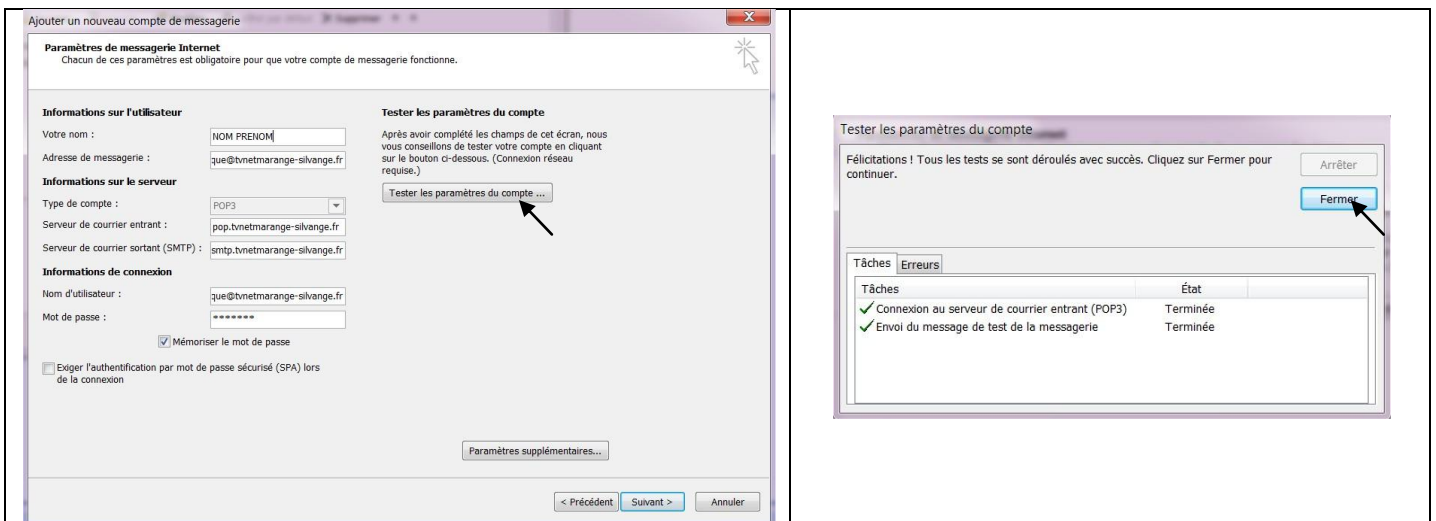 Ajouter un nouveau compte de messagerie
Paramètres de messagerie Internet
Chacun de ces paramètres est obligatoire pour que votre compte de messagerie fonctionne.
Informations sur l'utilisateur
Votre nom :
NOM PRENOM
Adresse de messagerie :
que@tvnetmarange-silvange.fr
Informations sur le serveur
Type de compte :
POP3
Serveur de courrier entrant :
pop.tvnetmarange-silvange.fr
Serveur de courrier sortant (SMTP) :
smtp.tvnetmarange-silvange.fr
Informations de connexion
Nom d'utilisateur :
que@tvnetmarange-silvange.fr
Mot de passe :
*******
Mémoriser le mot de passe
Exiger l'authentification par mot de passe sécurisé (SPA) lors
de la connexion
Tester les paramètres du compte
Après avoir complété les champs de cet écran, nous
vous conseillons de tester votre compte en cliquant
sur le bouton ci-dessous. (Connexion réseau
requise.)
Tester les paramètres du compte ...
Paramètres supplémentaires...
< Précédent
Suivant >
Annuler
Tester les paramètres du compte
Félicitations ! Tous les tests se sont déroulés avec succès. Cliquez sur Fermer pour
continuer.
Arrêter
Fermer
Tâches
Erreurs
Tâches État
Connexion au serveur de courrier entrant (POP3) Terminée
Envoi du message de test de la messagerie Terminée